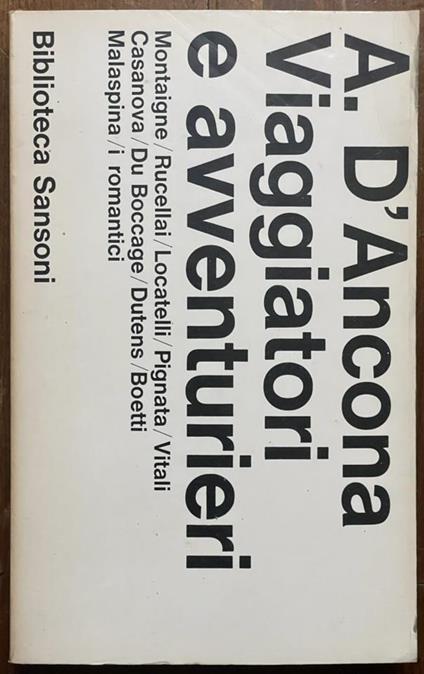 A. D'Ancona
Viaggiatori
e avventurieri
Montaigne/Rucellai/Locatelli/Pignata/Vitali
Casanova/Du Boccage/Dutens/Boetti
Malaspina/i romantici
Biblioteca Sansoni